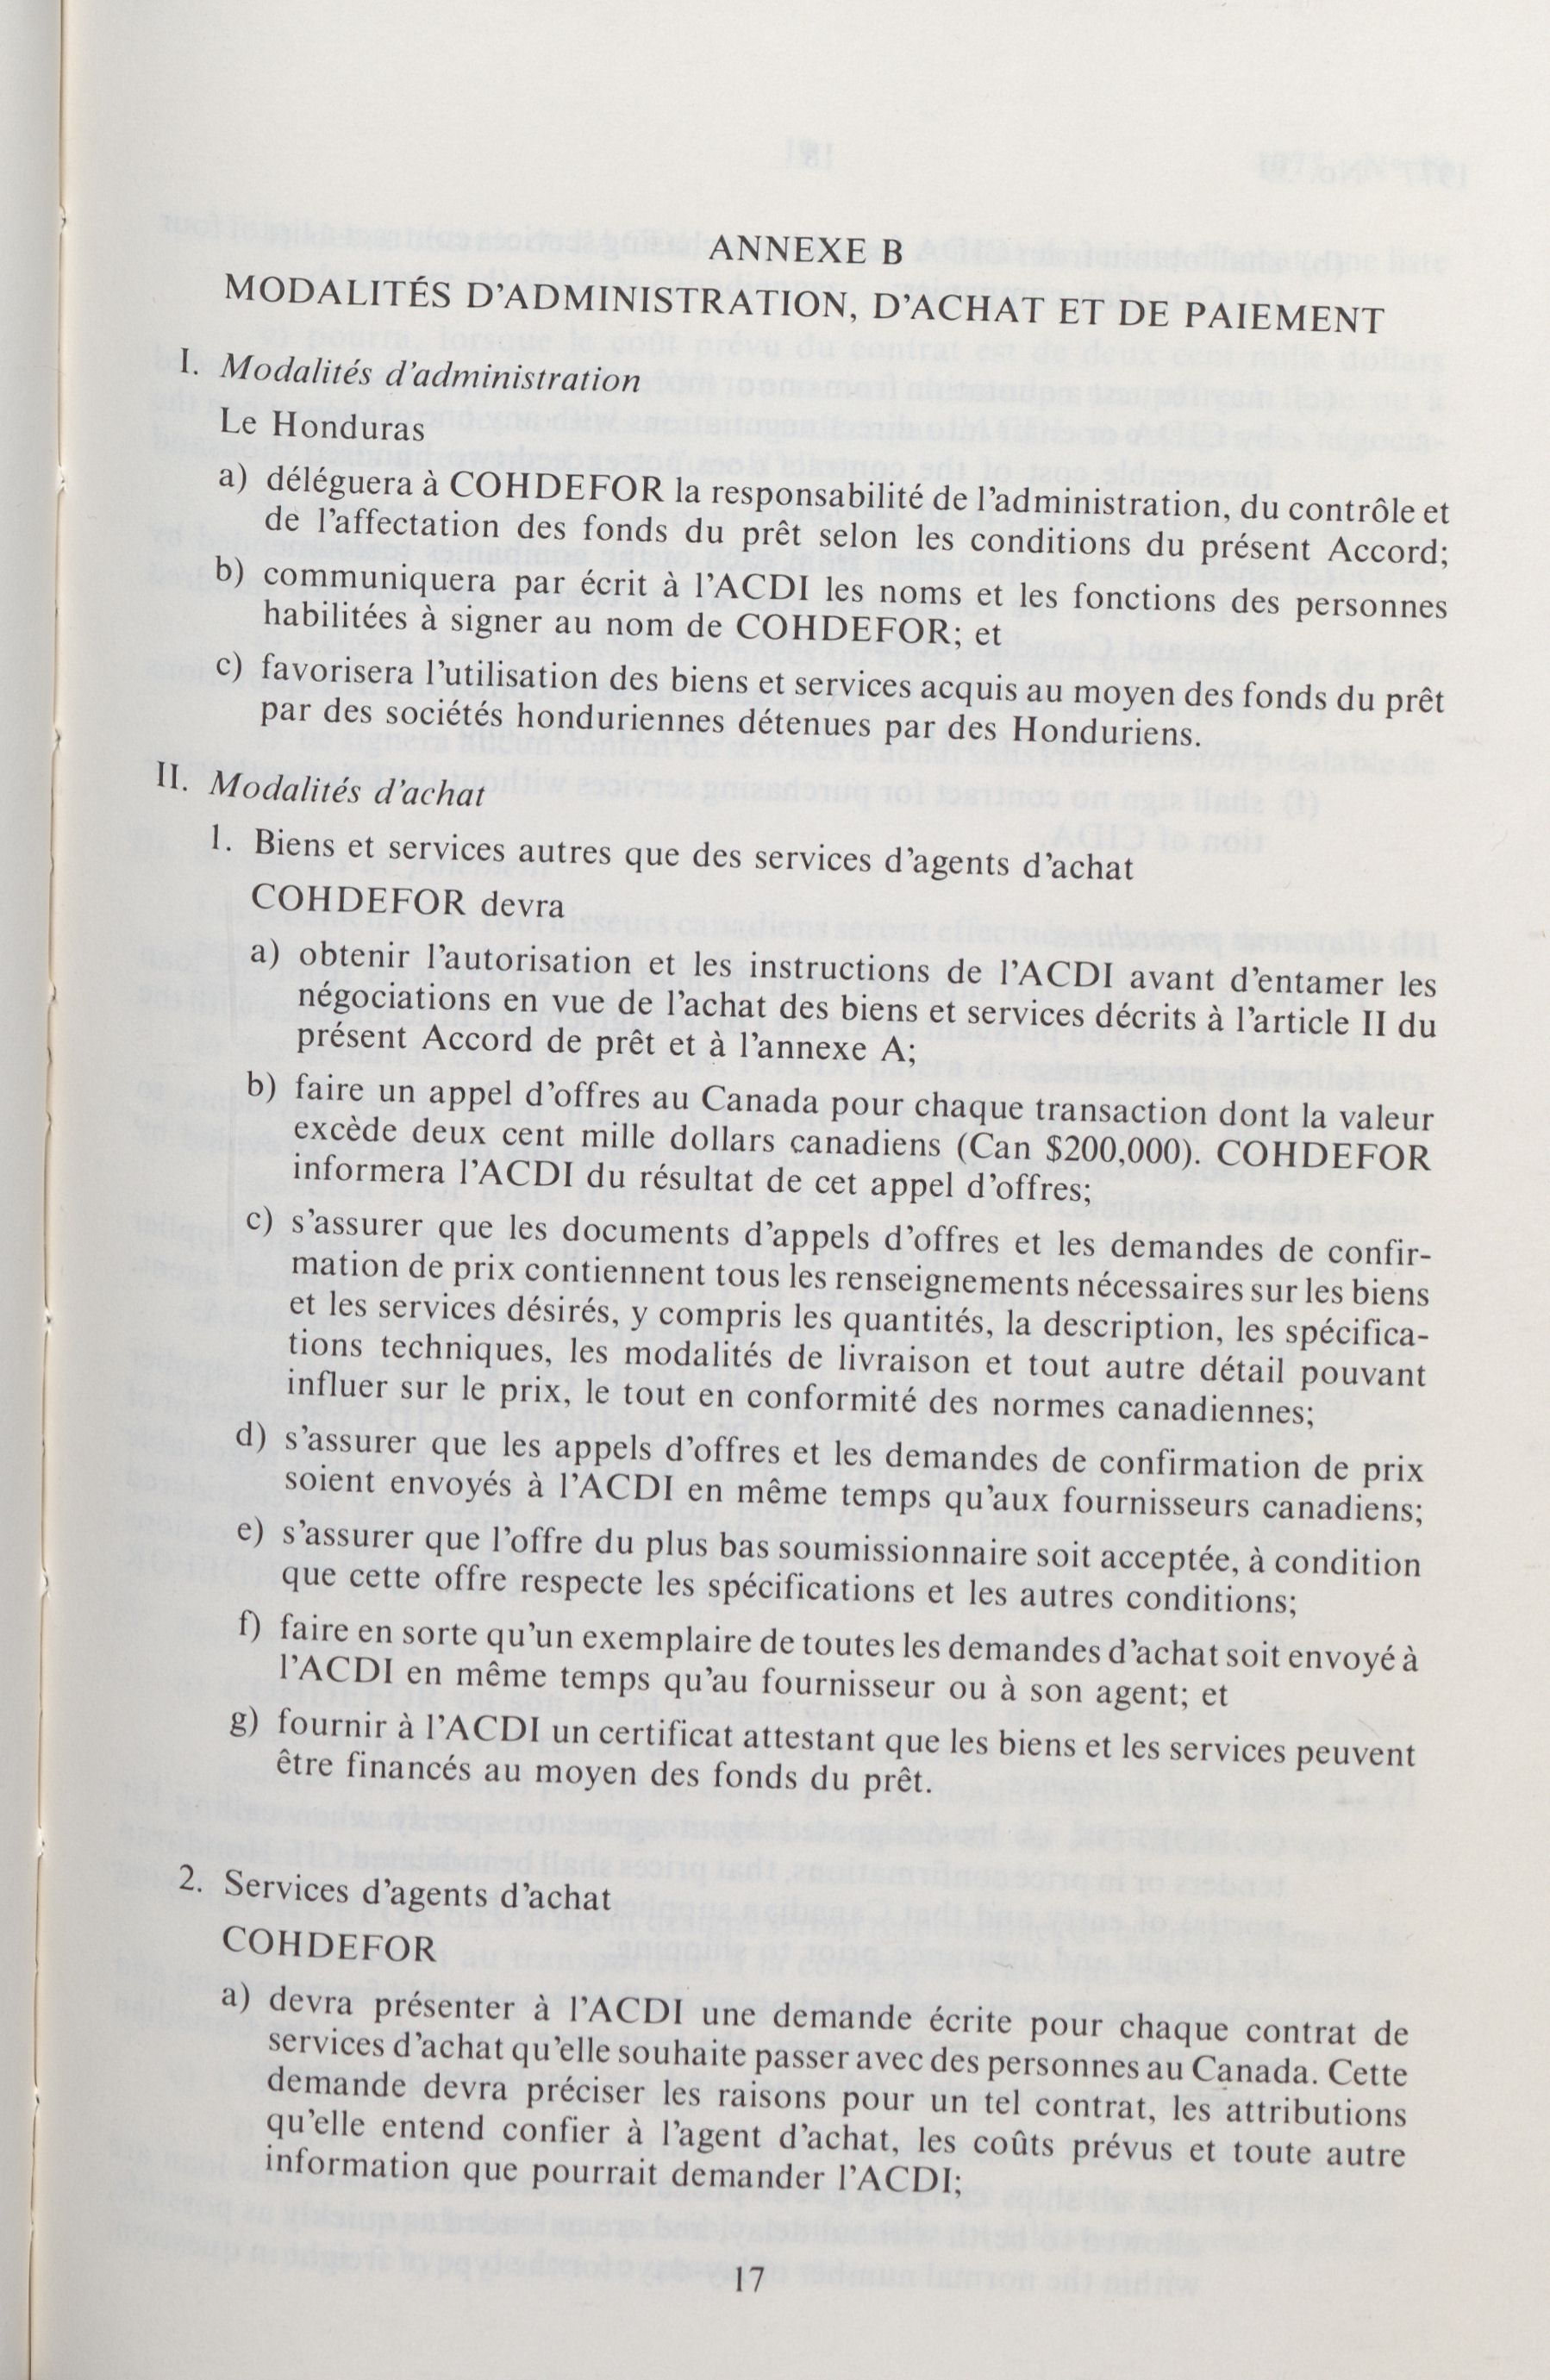 ANNEXE B
MODALITÉS D'ADMINISTRATION, D'ACHAT ET DE PAIEMENT
I. Modalités d'administration
Le Honduras
a) déléguera à COHDEFOR la responsabilité de l'administration, du contrôle et
de l'affectation des fonds du prêt selon les conditions du présent Accord;
b) communiquera par écrit à l'ACDI les noms et les fonctions des personnes
habilitées à signer au nom de COHDEFOR; et
c) favorisera l'utilisation des biens et services acquis au moyen des fonds du prêt
par des sociétés honduriennes détenues par des Honduriens.
II. Modalités d'achat
1. Biens et services autres que des services d'agents d'achat
COHDEFOR devra
a) obtenir l'autorisation et les instructions de l'ACDI avant d'entamer les
négociations en vue de l'achat des biens et services décrits à l'article II du
présent Accord de prêt et à l'annexe A;
b) faire un appel d'offres au Canada pour chaque transaction dont la valeur
excède deux cent mille dollars canadiens (Can $200,000). COHDEFOR
informera l'ACDI du résultat de cet appel d'offres;
c) s'assurer que les documents d'appels d'offres et les demandes de confir-
mation de prix contiennent tous les renseignements nécessaires sur les biens
et les services désirés, y compris les quantités, la description, les spécifica-
tions techniques, les modalités de livraison et tout autre détail pouvant
influer sur le prix, le tout en conformité des normes canadiennes;
d) s'assurer que les appels d'offres et les demandes de confirmation de prix
soient envoyés à l'ACDI en même temps qu'aux fournisseurs canadiens;
e) s'assurer que l'offre du plus bas soumissionnaire soit acceptée, à condition
que cette offre respecte les spécifications et les autres conditions;
f) faire en sorte qu'un exemplaire de toutes les demandes d'achat soit envoyé à
l'ACDI en même temps qu'au fournisseur ou à son agent; et
g) fournir à l'ACDI un certificat attestant que les biens et les services peuvent
être financés au moyen des fonds du prêt.
2. Services d'agents d'achat
COHDEFOR
a) devra présenter à l'ACDI une demande écrite pour chaque contrat de
services d'achat qu'elle souhaite passer avec des personnes au Canada. Cette
demande devra préciser les raisons pour un tel contrat, les attributions
qu'elle entend confier à l'agent d'achat, les coûts prévus et toute autre
information que pourrait demander l'ACDI;
17